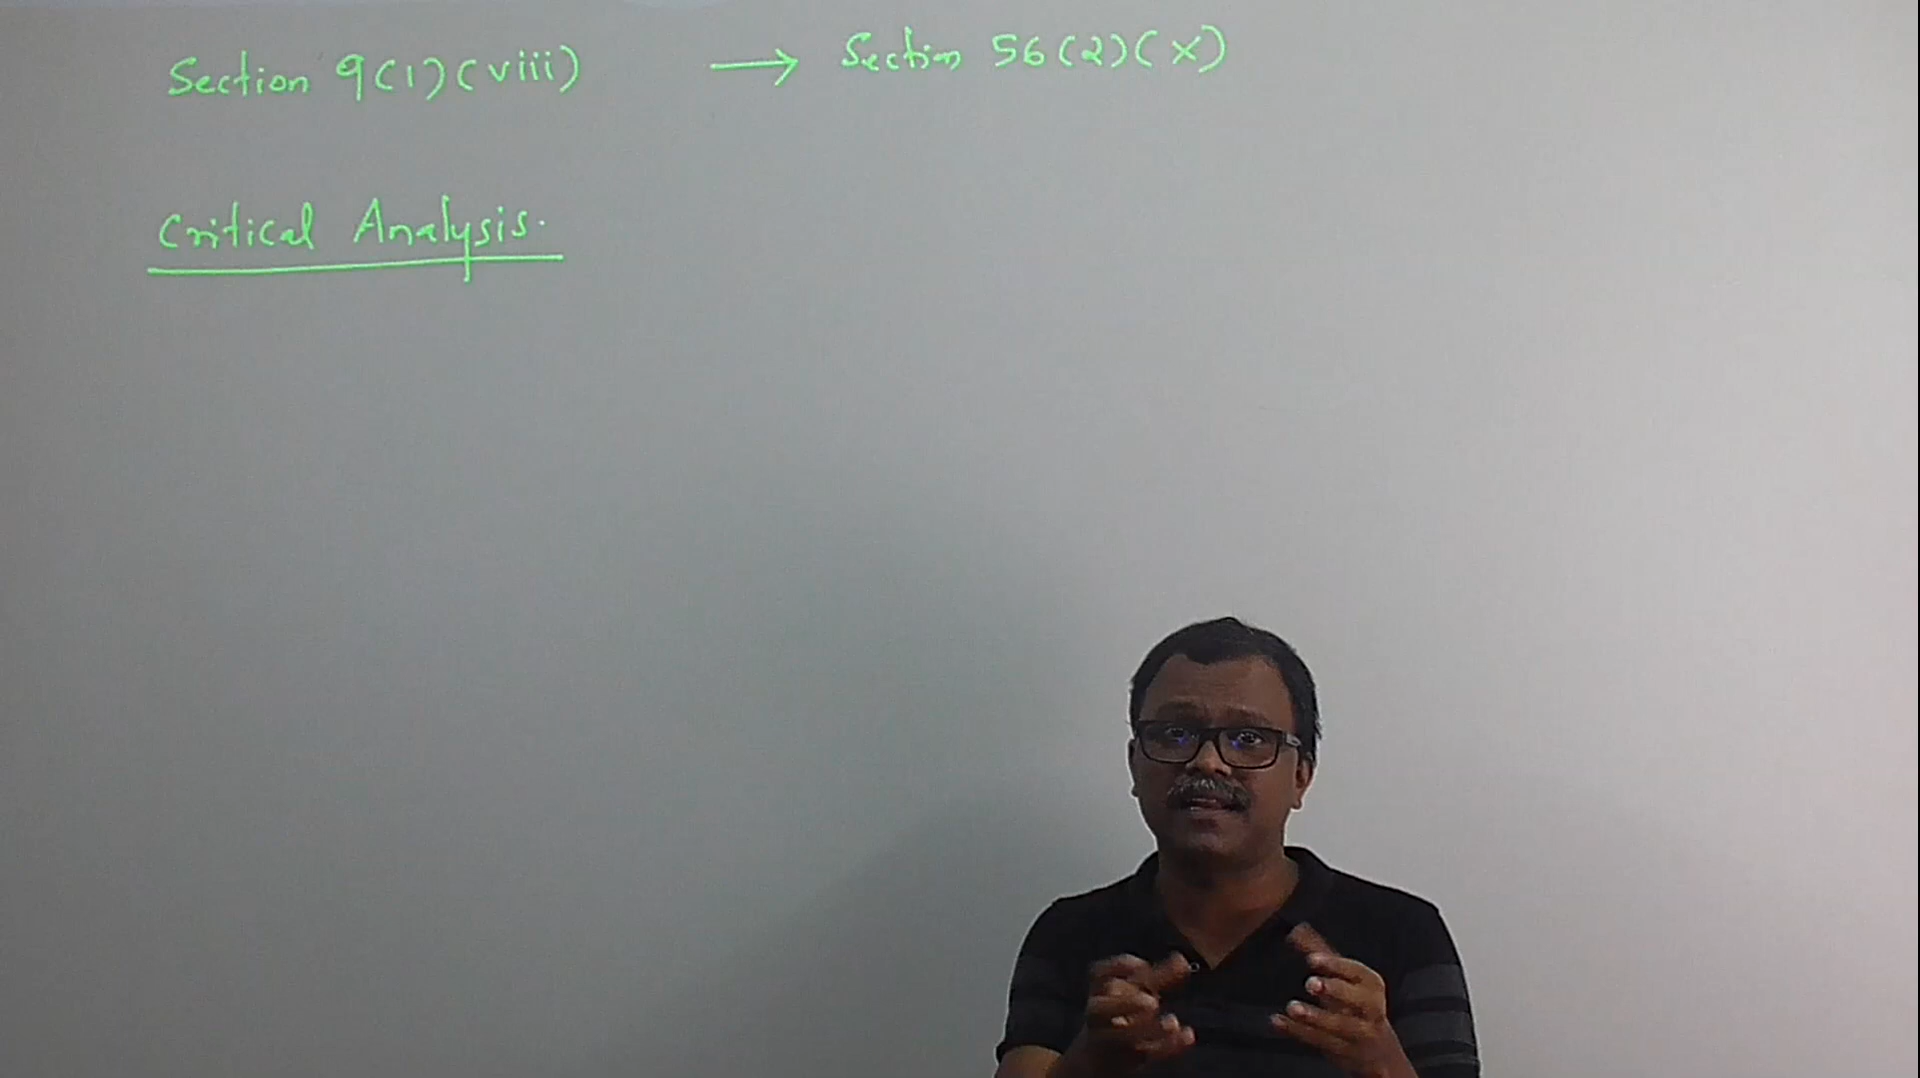 Section 9(1)(viii) → Section 56(2)(x)
Critical Analysis.